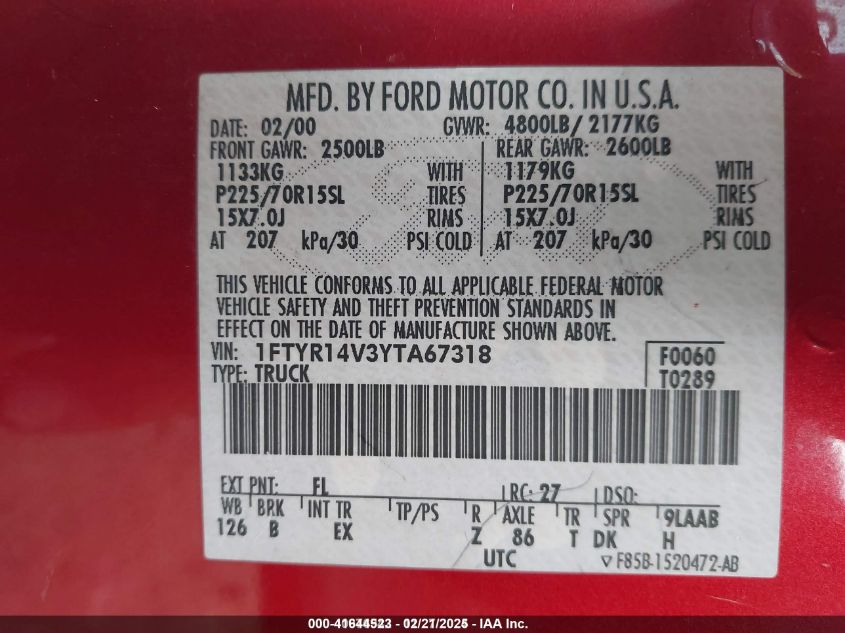 MFD. BY FORD MOTOR CO. IN U.S.A.
DATE: 02/00 GVWR: 4800LB/ 2177KG
FRONT GAWR: 2500LB REAR GAWR: 2600LB
1133KG WITH 1179KG WITH
P225/70R15SL TIRES P225/70R15SL TIRES
15X7.0J RIMS 15X7.0J RIMS
AT 207 kPa/30 PSI COLD AT 207 kPa/30 PSI COLD
THIS VEHICLE CONFORMS TO ALL APPLICABLE FEDERAL MOTOR
VEHICLE SAFETY AND THEFT PREVENTION STANDARDS IN
EFFECT ON THE DATE OF MANUFACTURE SHOWN ABOVE.
VIN: 1FTYR14V3YTA67318 F0060
TYPE: TRUCK T0289
EXT PNT: FL RC: 27 DSO:
WB BRK INT TR TP/PS R AXLE TR SPR 9LAAB
126 B EX Z 86 T DK H
UTC ▽ F85B-1520472-AB
000-41644523 - 02/21/2025 - IAA Inc.